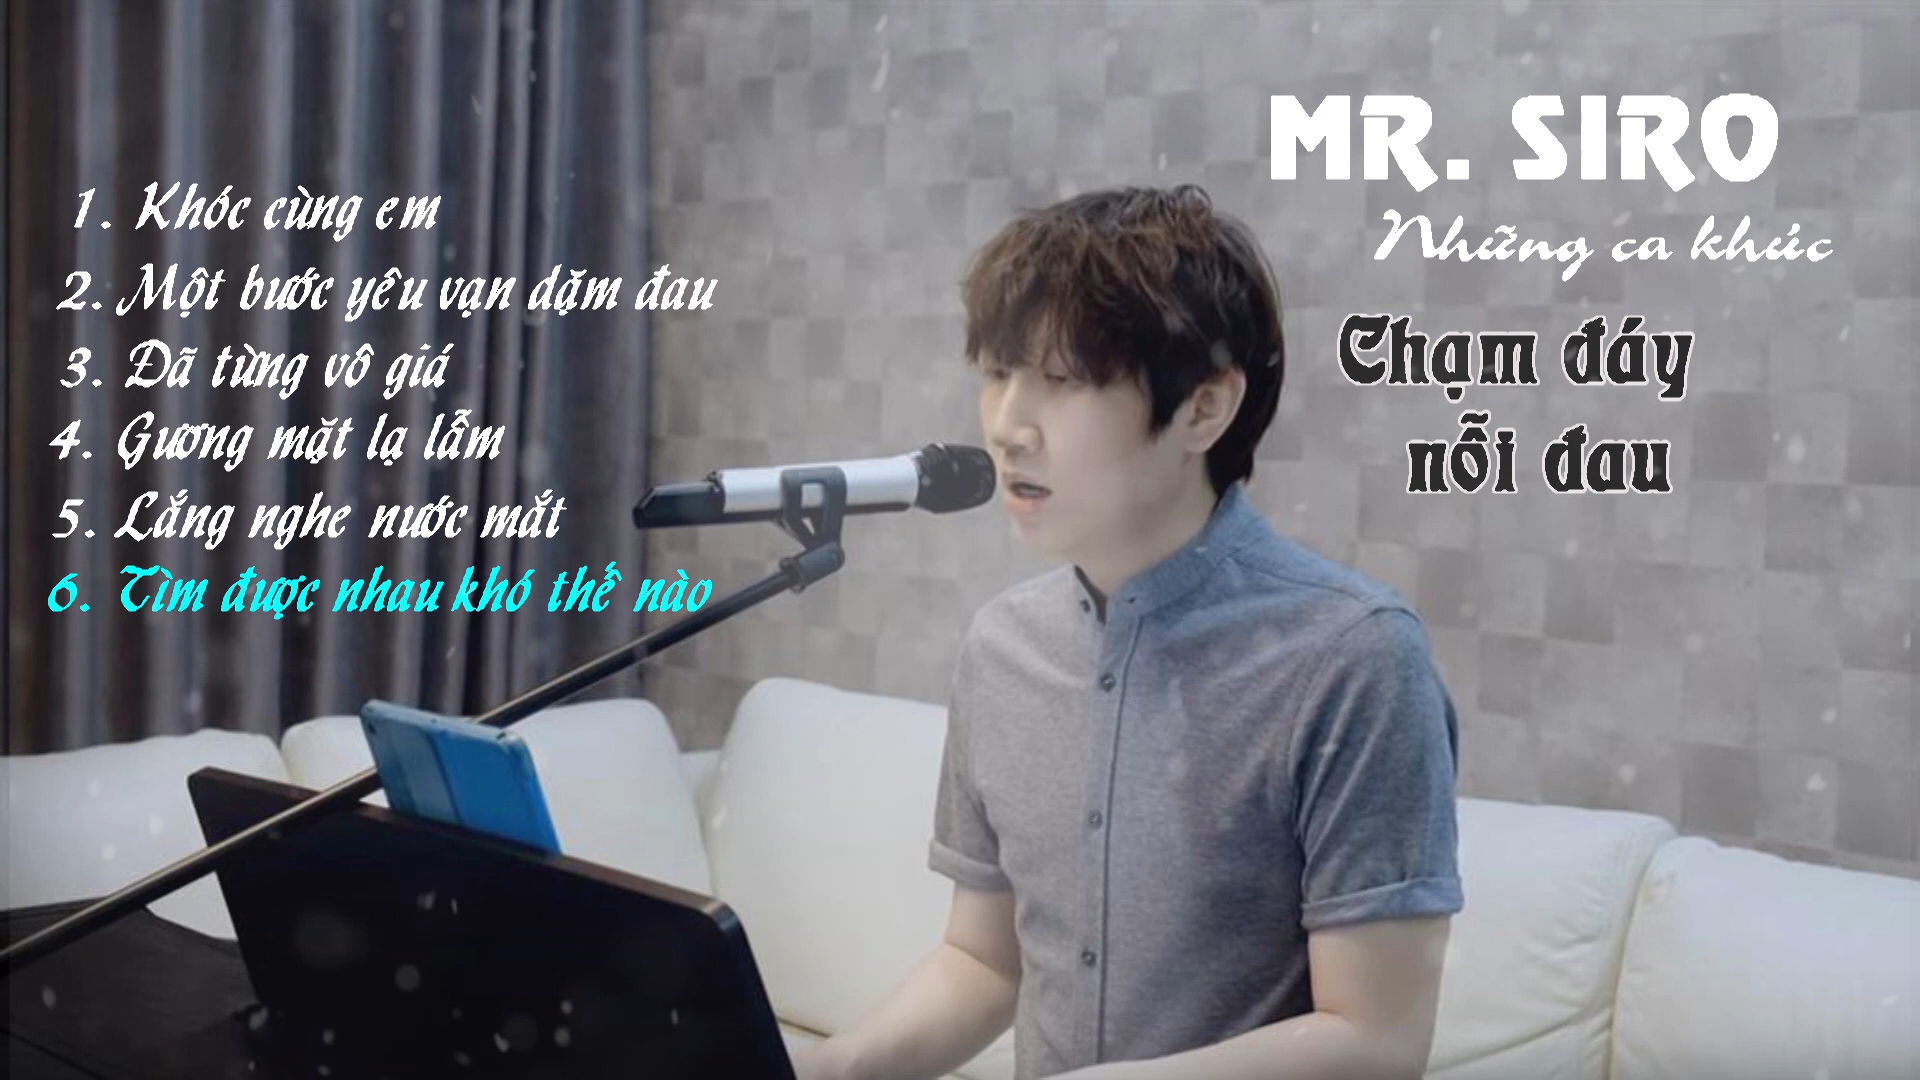 MR. SIRO
Những ca khúc
Chạm đáy
nỗi đau
1. Khóc cùng em
2. Một bước yêu vạn dặm đau
3. Đã từng vô giá
4. Gương mặt lạ lẫm
5. Lắng nghe nước mắt
6. Tìm được nhau khó thế nào